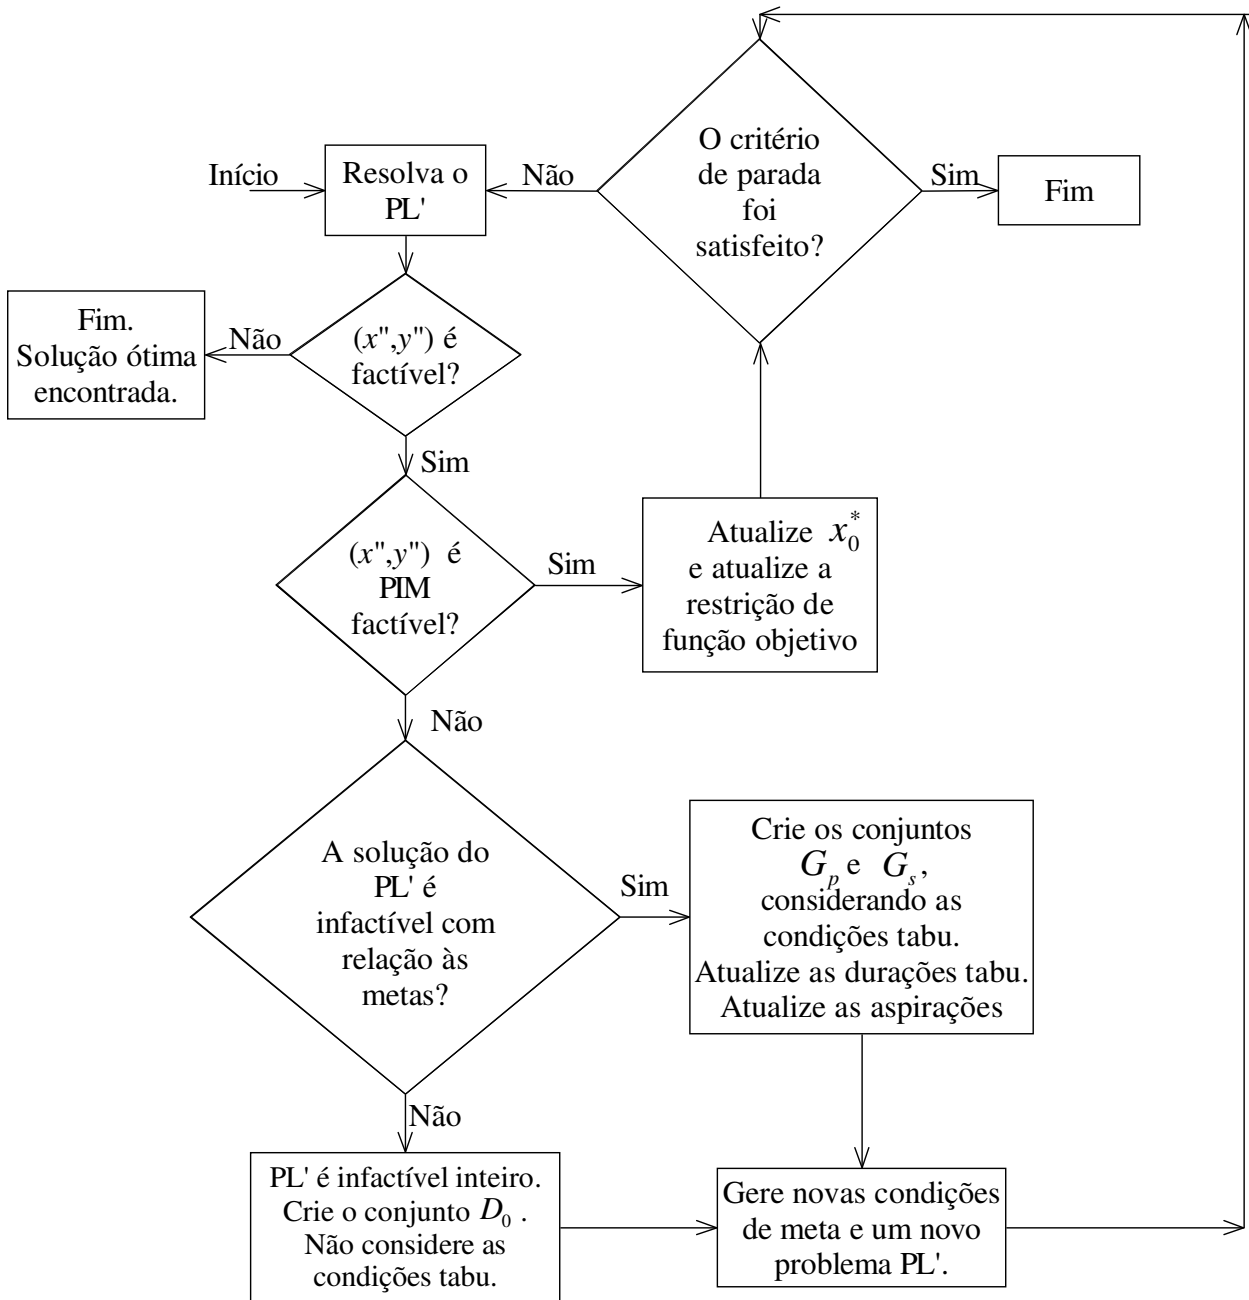 Início
Resolva o
PL'
Não
O critério
de parada
foi
satisfeito?
Sim
Fim
Fim.
Solução ótima
encontrada.
Não
(x'',y'') é
factível?
Sim
(x'',y'') é
PIM
factível?
Sim
Atualize x₀*
e atualize a
restrição de
função objetivo
Não
A solução do
PL' é
infactível com
relação às
metas?
Sim
Crie os conjuntos
Gₚ e Gₛ,
considerando as
condições tabu.
Atualize as durações tabu.
Atualize as aspirações
Não
PL' é infactível inteiro.
Crie o conjunto D₀ .
Não considere as
condições tabu.
Gere novas condições
de meta e um novo
problema PL'.